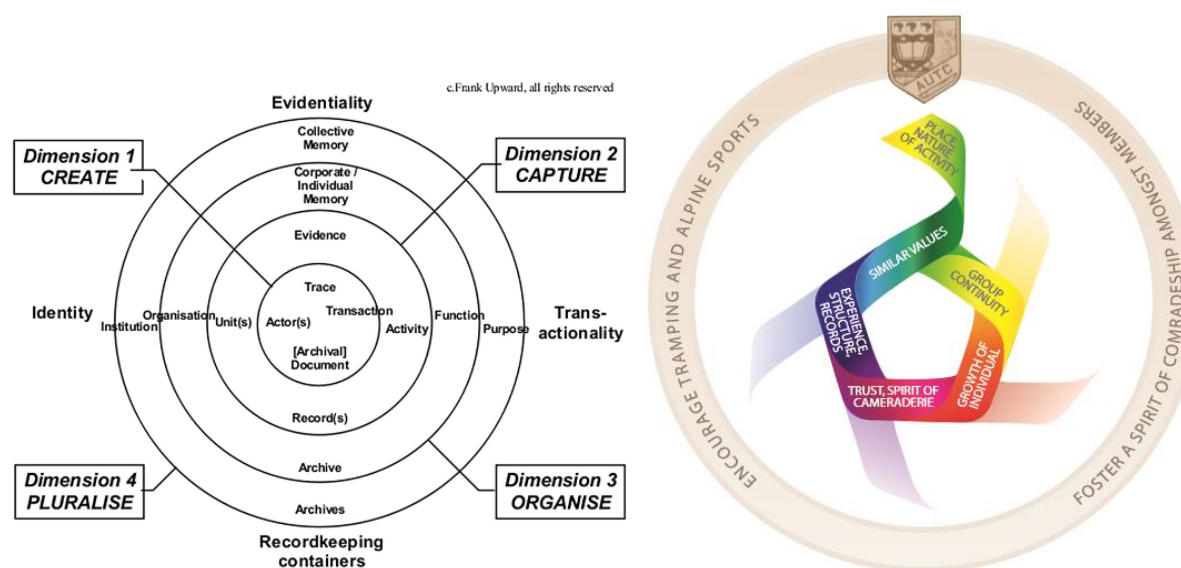 c.Frank Upward, all rights reserved
Evidentiality
Collective
Memory
Dimension 1
CREATE
Dimension 2
CAPTURE
Corporate /
Individual
Memory
Evidence
Trace
Identity
Institution
Organisation
Unit(s)
Actor(s)
Transaction
Activity
Function
Purpose
Trans-
actionality
[Archival]
Document
Record(s)
Archive
Dimension 4
PLURALISE
Dimension 3
ORGANISE
Archives
Recordkeeping
containers
AUTC
ENCOURAGE TRAMPING AND ALPINE SPORTS
FOSTER A SPIRIT OF COMRADESHIP AMONGST MEMBERS
PLACE,
NATURE
OF ACTIVITY
SIMILAR VALUES
GROUP
CONTINUITY
EXPERIENCE,
STRUCTURE,
RECORDS
TRUST, SPIRIT OF
CAMERADERIE
GROWTH OF
INDIVIDUAL